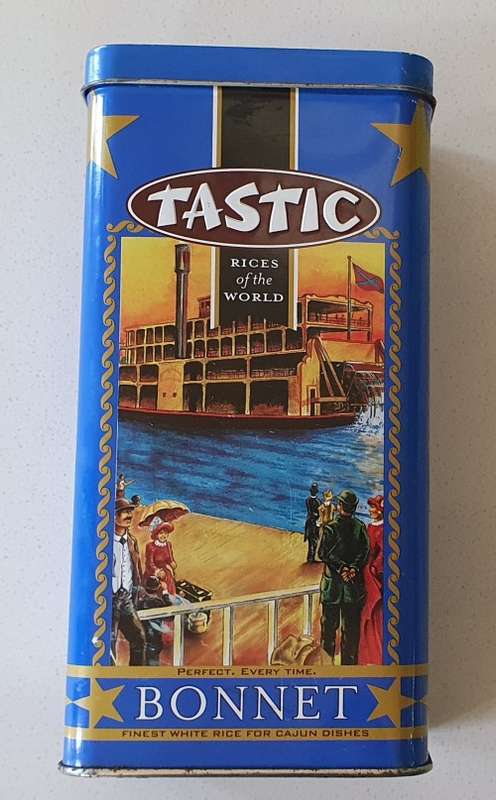 TASTIC
RICES
of the
WORLD
PERFECT. EVERY TIME.
BONNET
FINEST WHITE RICE FOR CAJUN DISHES